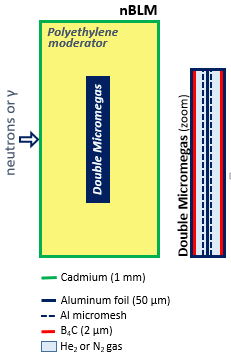 nBLM
Polyethylene
moderator
neutrons or γ
Double Micromegas
Double Micromegas (zoom)
Cadmium (1 mm)
Aluminum foil (50 μm)
Al micromesh
B₄C (2 μm)
He₂ or N₂ gas